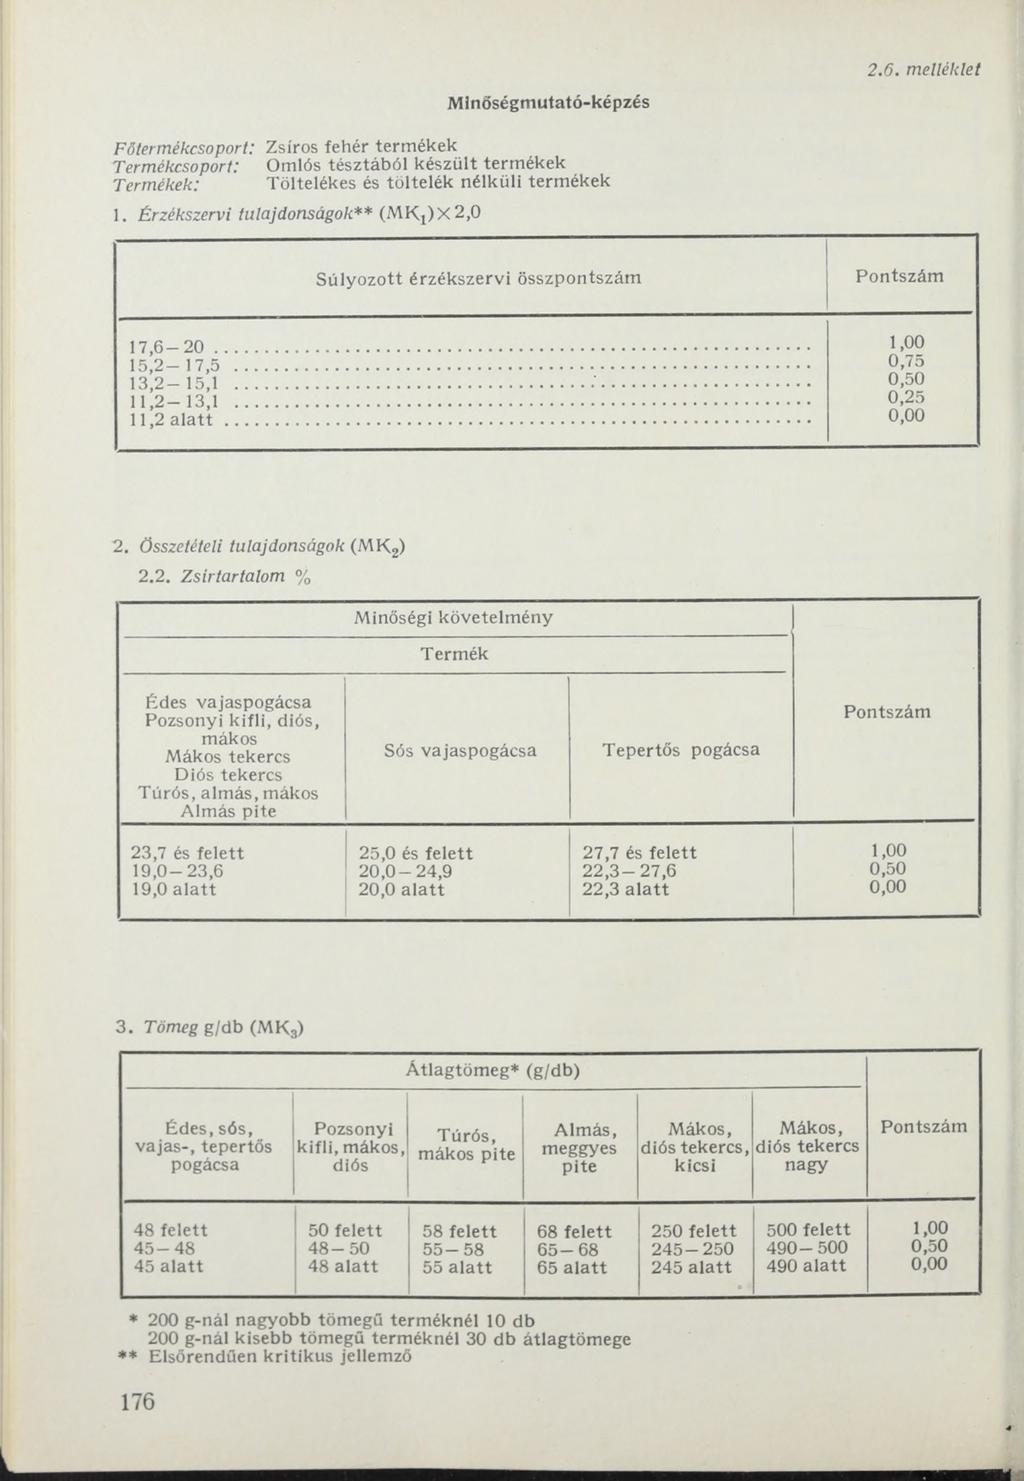 2.6. melléklet
Minőségmutató-képzés
Főtermékcsoport: Zsíros fehér termékek
Termékcsoport: Omlós tésztából készült termékek
Termékek: Töltelékes és töltelék nélküli termékek
1. Érzékszervi tulajdonságok** (MK₁)×2,0
Súlyozott érzékszervi összpontszám Pontszám
17,6–20 1,00
15,2–17,5 0,75
13,2–15,1 0,50
11,2–13,1 0,25
11,2 alatt 0,00
2. Összetételi tulajdonságok (MK₂)
2.2. Zsírtartalom %
Minőségi követelmény
Termék
Pontszám
Édes vajaspogácsa
Pozsonyi kifli, diós,
mákos
Mákos tekercs
Diós tekercs
Túrós, almás, mákos
Almás pite
Sós vajaspogácsa
Tepertős pogácsa
23,7 és felett 25,0 és felett 27,7 és felett 1,00
19,0–23,6 20,0–24,9 22,3–27,6 0,50
19,0 alatt 20,0 alatt 22,3 alatt 0,00
3. Tömeg g/db (MK₃)
Átlagtömeg* (g/db)
Pontszám
Édes, sós,
vajas-, tepertős
pogácsa
Pozsonyi
kifli, mákos,
diós
Túrós,
mákos pite
Almás,
meggyes
pite
Mákos,
diós tekercs,
kicsi
Mákos,
diós tekercs
nagy
48 felett 50 felett 58 felett 68 felett 250 felett 500 felett 1,00
45–48 48–50 55–58 65–68 245–250 490–500 0,50
45 alatt 48 alatt 55 alatt 65 alatt 245 alatt 490 alatt 0,00
* 200 g-nál nagyobb tömegű terméknél 10 db
200 g-nál kisebb tömegű terméknél 30 db átlagtömege
** Elsőrendűen kritikus jellemző
176